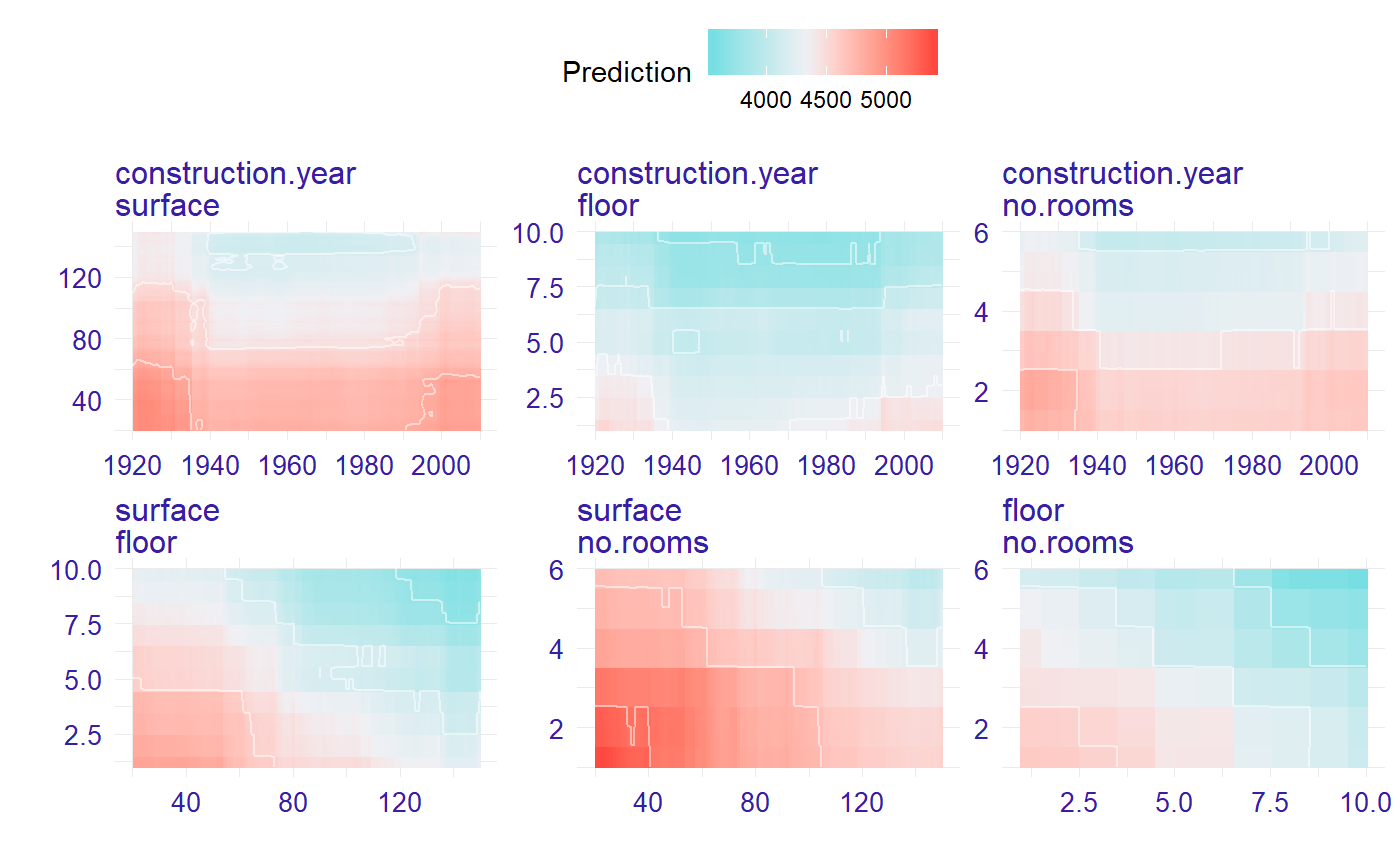 Prediction
4000 4500 5000
construction.year
surface
120
80
40
1920 1940 1960 1980 2000
construction.year
floor
10.0
7.5
5.0
2.5
1920 1940 1960 1980 2000
construction.year
no.rooms
6
4
2
1920 1940 1960 1980 2000
surface
floor
10.0
7.5
5.0
2.5
40 80 120
surface
no.rooms
6
4
2
40 80 120
floor
no.rooms
6
4
2
2.5 5.0 7.5 10.0